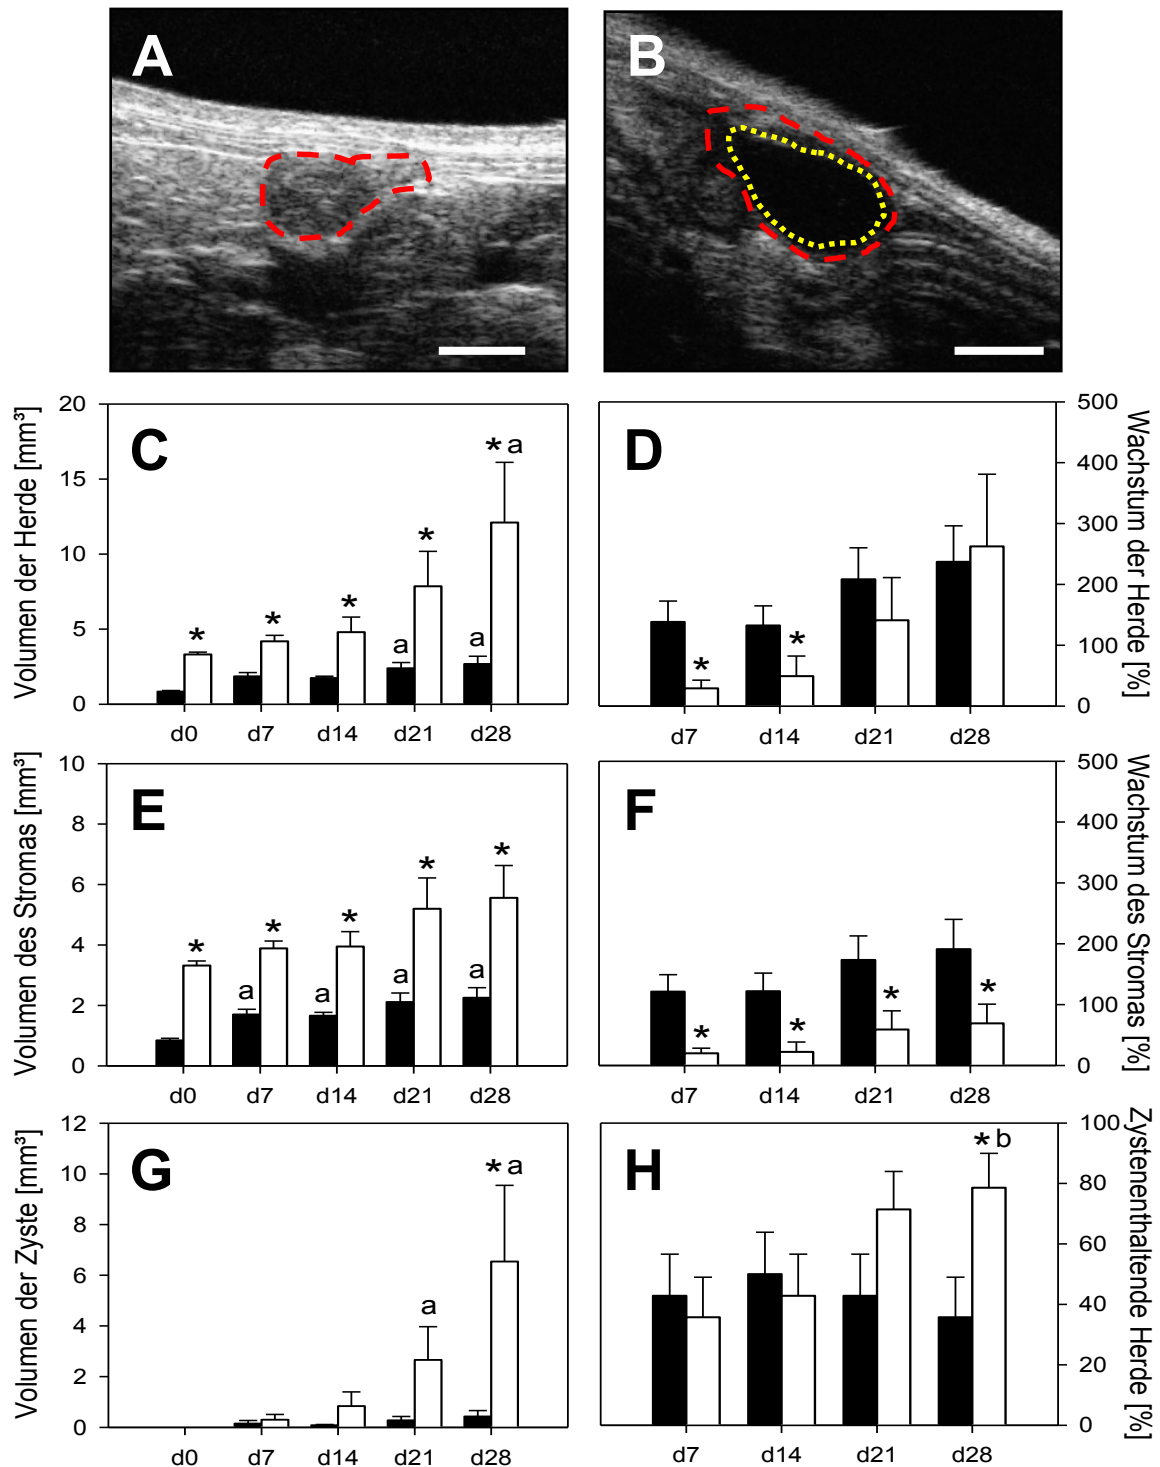 A
B
Volumen der Herde [mm³]
20
15
10
5
0
C
* * * a * a * a
d0 d7 d14 d21 d28
D
* *
d7 d14 d21 d28
500
400
300
200
100
0
Wachstum der Herde [%]
Volumen des Stromas [mm³]
10
8
6
4
2
0
E
* a * a * a * a *
d0 d7 d14 d21 d28
F
* * * *
d7 d14 d21 d28
500
400
300
200
100
0
Wachstum des Stromas [%]
Volumen der Zyste [mm³]
12
10
8
6
4
2
0
G
a * a
d0 d7 d14 d21 d28
H
* b
d7 d14 d21 d28
100
80
60
40
20
0
Zystenenthaltende Herde [%]